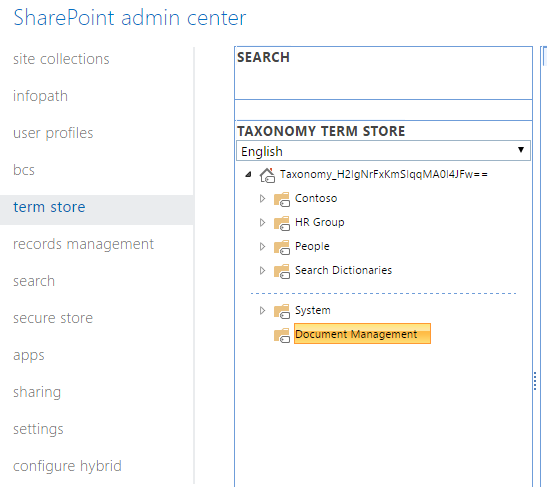 SharePoint admin center
site collections
infopath
user profiles
bcs
term store
records management
search
secure store
apps
sharing
settings
configure hybrid
SEARCH
TAXONOMY TERM STORE
English
Taxonomy_H2IgNrFxKmSlqqMA0l4JFw==
Contoso
HR Group
People
Search Dictionaries
System
Document Management